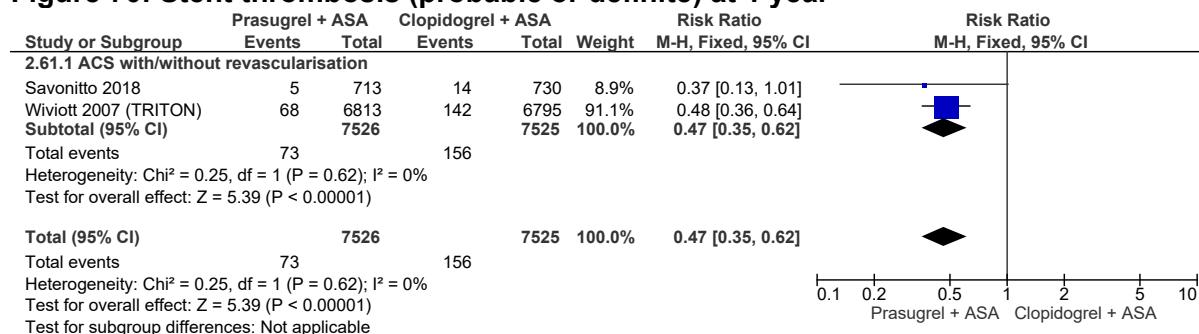 Stent thrombosis (probable or definite) at 1 year
Prasugrel + ASA Clopidogrel + ASA Risk Ratio Risk Ratio
Study or Subgroup Events Total Events Total Weight M-H, Fixed, 95% CI M-H, Fixed, 95% CI
2.61.1 ACS with/without revascularisation
Savonitto 2018 5 713 14 730 8.9% 0.37 [0.13, 1.01]
Wiviott 2007 (TRITON) 68 6813 142 6795 91.1% 0.48 [0.36, 0.64]
Subtotal (95% CI) 7526 7525 100.0% 0.47 [0.35, 0.62]
Total events 73 156
Heterogeneity: Chi² = 0.25, df = 1 (P = 0.62); I² = 0%
Test for overall effect: Z = 5.39 (P < 0.00001)
Total (95% CI) 7526 7525 100.0% 0.47 [0.35, 0.62]
Total events 73 156
Heterogeneity: Chi² = 0.25, df = 1 (P = 0.62); I² = 0%
Test for overall effect: Z = 5.39 (P < 0.00001)
Test for subgroup differences: Not applicable
0.1 0.2 0.5 1 2 5 10
Prasugrel + ASA Clopidogrel + ASA